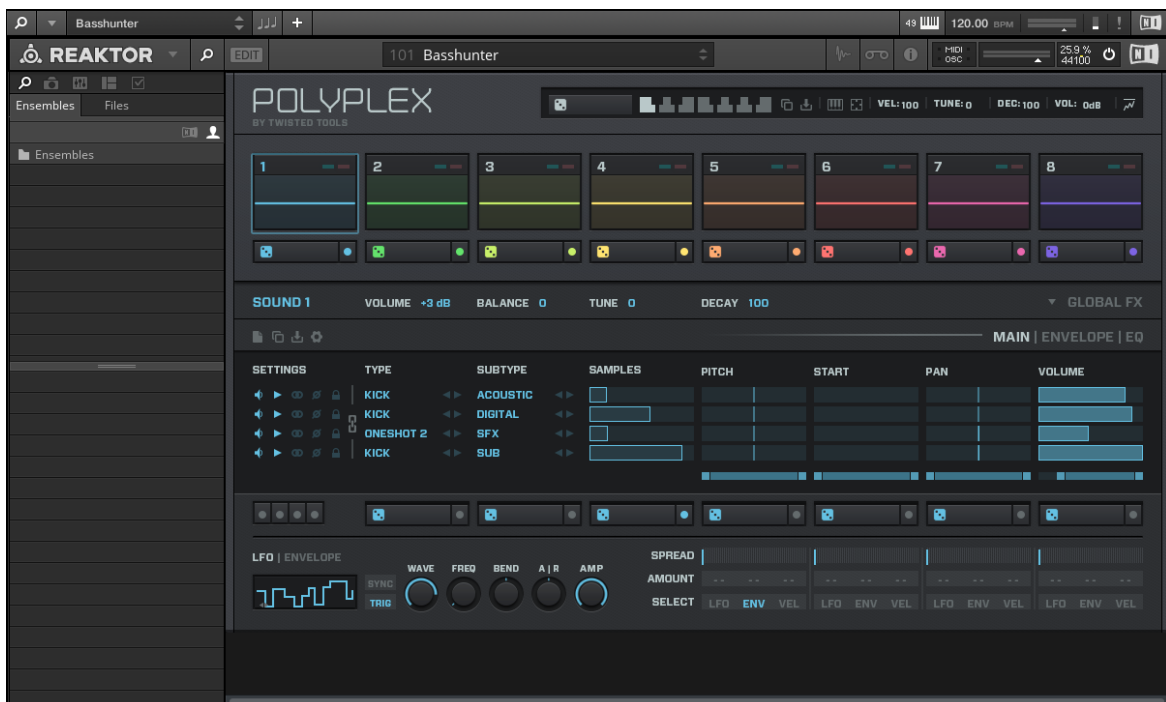 Basshunter
49
120.00 BPM
!
REAKTOR
EDIT
101 Basshunter
MIDI
OSC
25.9 %
44100
Ensembles Files
Ensembles
POLYPLEX
BY TWISTED TOOLS
VEL: 100 TUNE: 0 DEC: 100 VOL: 0dB
1 2 3 4 5 6 7 8
SOUND 1 VOLUME +3 dB BALANCE 0 TUNE 0 DECAY 100 GLOBAL FX
MAIN | ENVELOPE | EQ
SETTINGS TYPE SUBTYPE SAMPLES PITCH START PAN VOLUME
KICK ACOUSTIC
KICK DIGITAL
ONESHOT 2 SFX
KICK SUB
LFO | ENVELOPE
SYNC
TRIG
WAVE FREQ BEND A | R AMP
SPREAD
AMOUNT -- -- -- -- -- -- -- -- -- -- -- --
SELECT LFO ENV VEL LFO ENV VEL LFO ENV VEL LFO ENV VEL